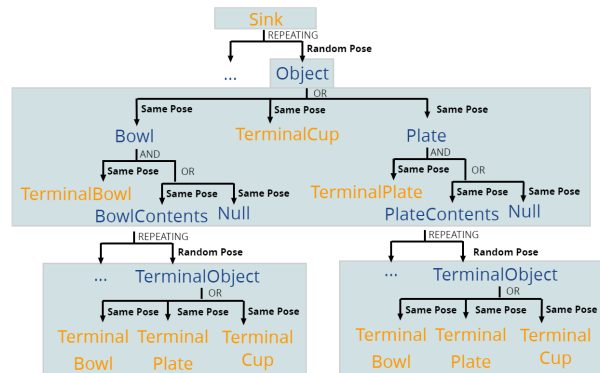 Sink
REPEATING
Random Pose
... Object
OR
Same Pose Same Pose Same Pose
Bowl TerminalCup Plate
AND AND
Same Pose OR Same Pose OR
TerminalBowl Same Pose Same Pose TerminalPlate Same Pose Same Pose
BowlContents Null PlateContents Null
REPEATING REPEATING
Random Pose Random Pose
... TerminalObject ... TerminalObject
OR OR
Same Pose Same Pose Same Pose Same Pose Same Pose Same Pose
Terminal Terminal Terminal Terminal Terminal Terminal
Bowl Plate Cup Bowl Plate Cup